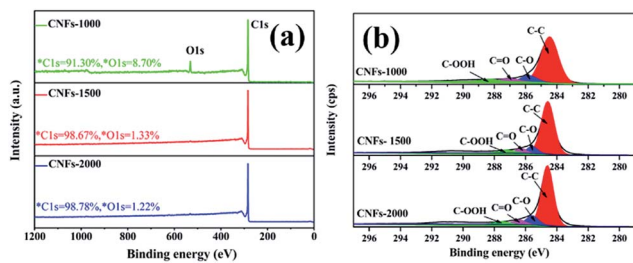 CNFs-1000
O1s
C1s
(a)
*C1s=91.30%,*O1s=8.70%
CNFs-1500
*C1s=98.67%,*O1s=1.33%
CNFs-2000
*C1s=98.78%,*O1s=1.22%
Intensity (a.u.)
1200 1000 800 600 400 200 0
Binding energy (eV)
(b)
C-C
C-O
C=O
C-OOH
CNFs-1000
296 294 292 290 288 286 284 282 280
C-C
C-O
C=O
C-OOH
CNFs- 1500
296 294 292 290 288 286 284 282 280
C-C
C-O
C=O
C-OOH
CNFs-2000
296 294 292 290 288 286 284 282 280
Intensity (cps)
Binding energy (eV)